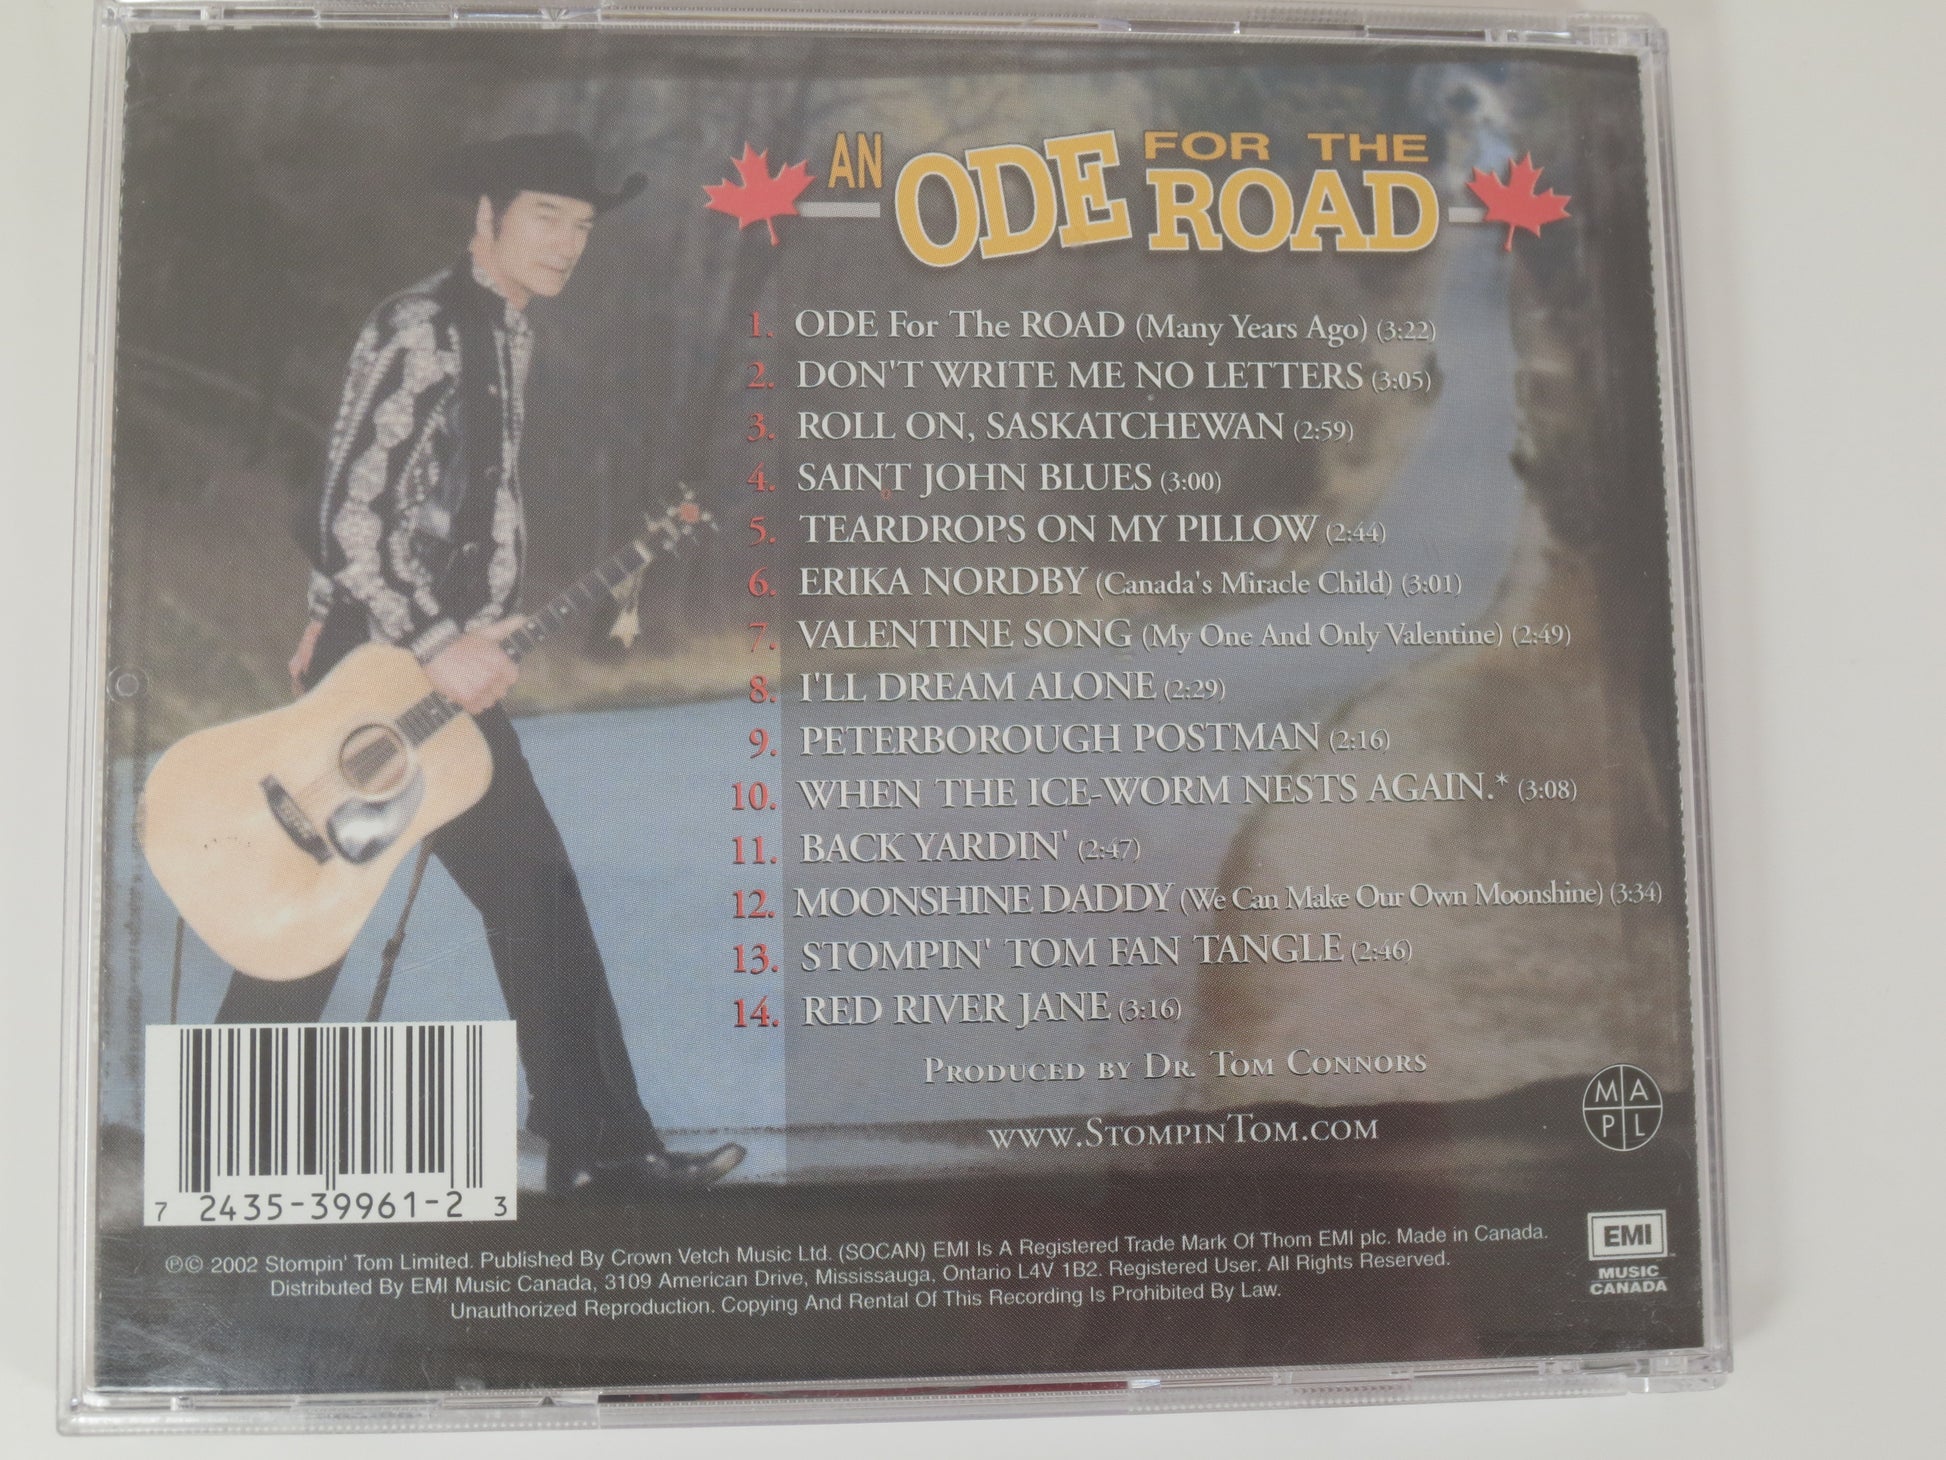 AN ODE FOR THE ROAD
1. ODE For The ROAD (Many Years Ago) (3:22)
2. DON'T WRITE ME NO LETTERS (3:05)
3. ROLL ON, SASKATCHEWAN (2:59)
4. SAINT JOHN BLUES (3:00)
5. TEARDROPS ON MY PILLOW (2:44)
6. ERIKA NORDBY (Canada's Miracle Child) (3:01)
7. VALENTINE SONG (My One And Only Valentine) (2:49)
8. I'LL DREAM ALONE (2:29)
9. PETERBOROUGH POSTMAN (2:16)
10. WHEN THE ICE-WORM NESTS AGAIN.* (3:08)
11. BACK YARDIN' (2:47)
12. MOONSHINE DADDY (We Can Make Our Own Moonshine) (3:34)
13. STOMPIN' TOM FAN TANGLE (2:46)
14. RED RIVER JANE (3:16)
PRODUCED BY DR. TOM CONNORS
WWW.STOMPINTOM.COM
M A
P L
7 2435-39961-2 3
℗© 2002 Stompin' Tom Limited. Published By Crown Vetch Music Ltd. (SOCAN) EMI Is A Registered Trade Mark Of Thorn EMI plc. Made in Canada.
Distributed By EMI Music Canada, 3109 American Drive, Mississauga, Ontario L4V 1B2. Registered User. All Rights Reserved.
Unauthorized Reproduction. Copying And Rental Of This Recording Is Prohibited By Law.
EMI
MUSIC
CANADA